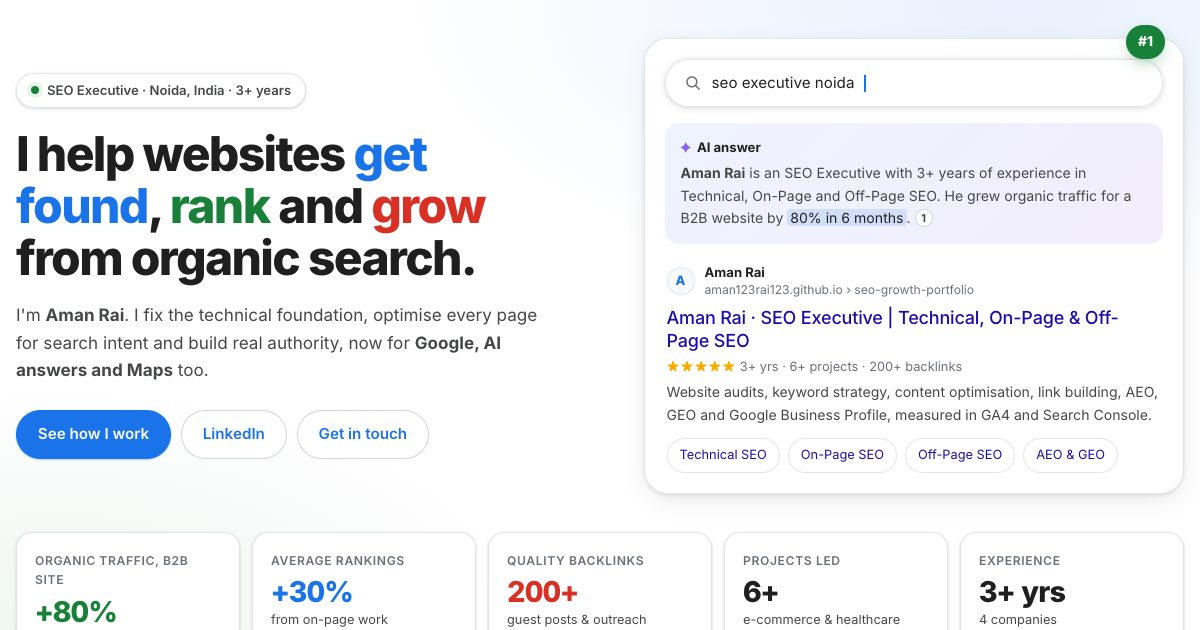 SEO Executive · Noida, India · 3+ years
I help websites get
found, rank and grow
from organic search.
I'm Aman Rai. I fix the technical foundation, optimise every page
for search intent and build real authority, now for Google, AI
answers and Maps too.
See how I work
LinkedIn
Get in touch
#1
seo executive noida
AI answer
Aman Rai is an SEO Executive with 3+ years of experience in
Technical, On-Page and Off-Page SEO. He grew organic traffic for a
B2B website by 80% in 6 months. 1
A
Aman Rai
aman123rai123.github.io › seo-growth-portfolio
Aman Rai · SEO Executive | Technical, On-Page & Off-
Page SEO
★★★★★ 3+ yrs · 6+ projects · 200+ backlinks
Website audits, keyword strategy, content optimisation, link building, AEO,
GEO and Google Business Profile, measured in GA4 and Search Console.
Technical SEO
On-Page SEO
Off-Page SEO
AEO & GEO
ORGANIC TRAFFIC, B2B
SITE
+80%
AVERAGE RANKINGS
+30%
from on-page work
QUALITY BACKLINKS
200+
guest posts & outreach
PROJECTS LED
6+
e-commerce & healthcare
EXPERIENCE
3+ yrs
4 companies